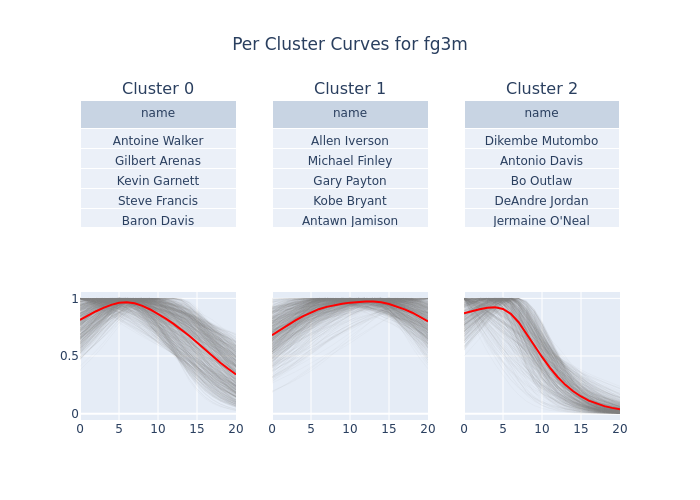 Per Cluster Curves for fg3m
Cluster 0
name
Antoine Walker
Gilbert Arenas
Kevin Garnett
Steve Francis
Baron Davis
Cluster 1
name
Allen Iverson
Michael Finley
Gary Payton
Kobe Bryant
Antawn Jamison
Cluster 2
name
Dikembe Mutombo
Antonio Davis
Bo Outlaw
DeAndre Jordan
Jermaine O'Neal
1
0.5
0
0 5 10 15 20
0 5 10 15 20
0 5 10 15 20